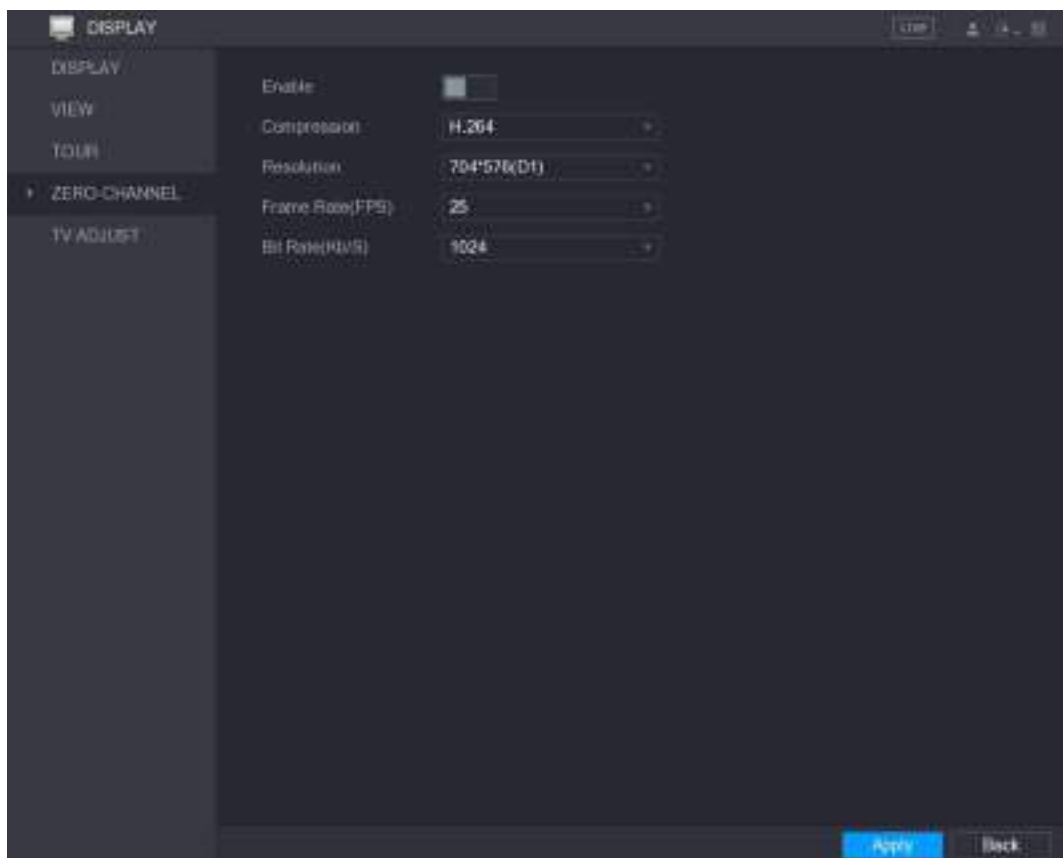 DISPLAY
LIVE
DISPLAY
VIEW
TOUR
ZERO-CHANNEL
TV ADJUST
Enable
Compression H.264
Resolution 704*576(D1)
Frame Rate(FPS) 25
Bit Rate(Kb/S) 1024
Apply Back